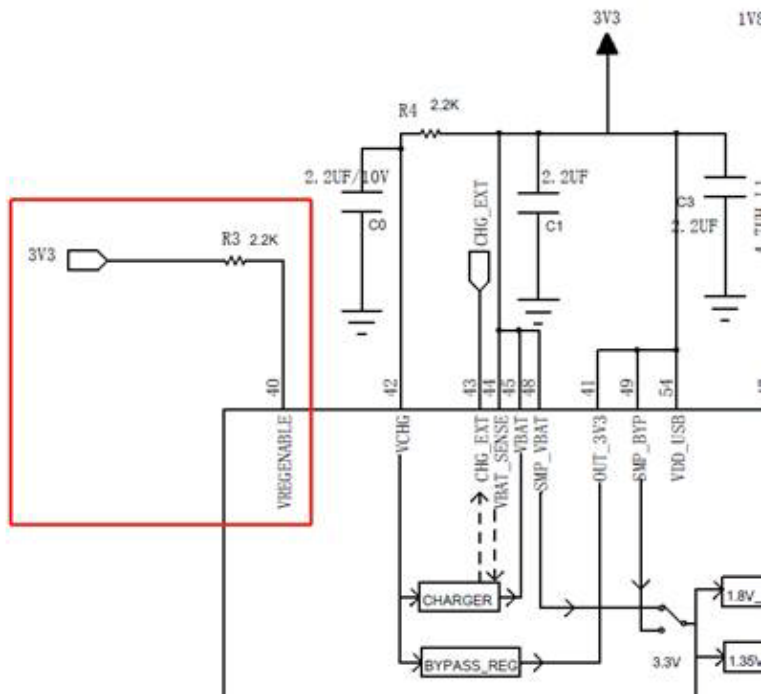 3V3
1V8
R4 2.2K
2.2UF/10V
C0
CHG_EXT
2.2UF
C1
C3
2.2UF
3V3
R3 2.2K
40
42
43
44
45
48
41
49
54
VREGENABLE
VCHG
CHG_EXT
VBAT_SENSE
VBAT
SMP_VBAT
OUT_3V3
SMP_BYP
VDD_USB
CHARGER
BYPASS_REG
3.3V
1.8V_
1.35V